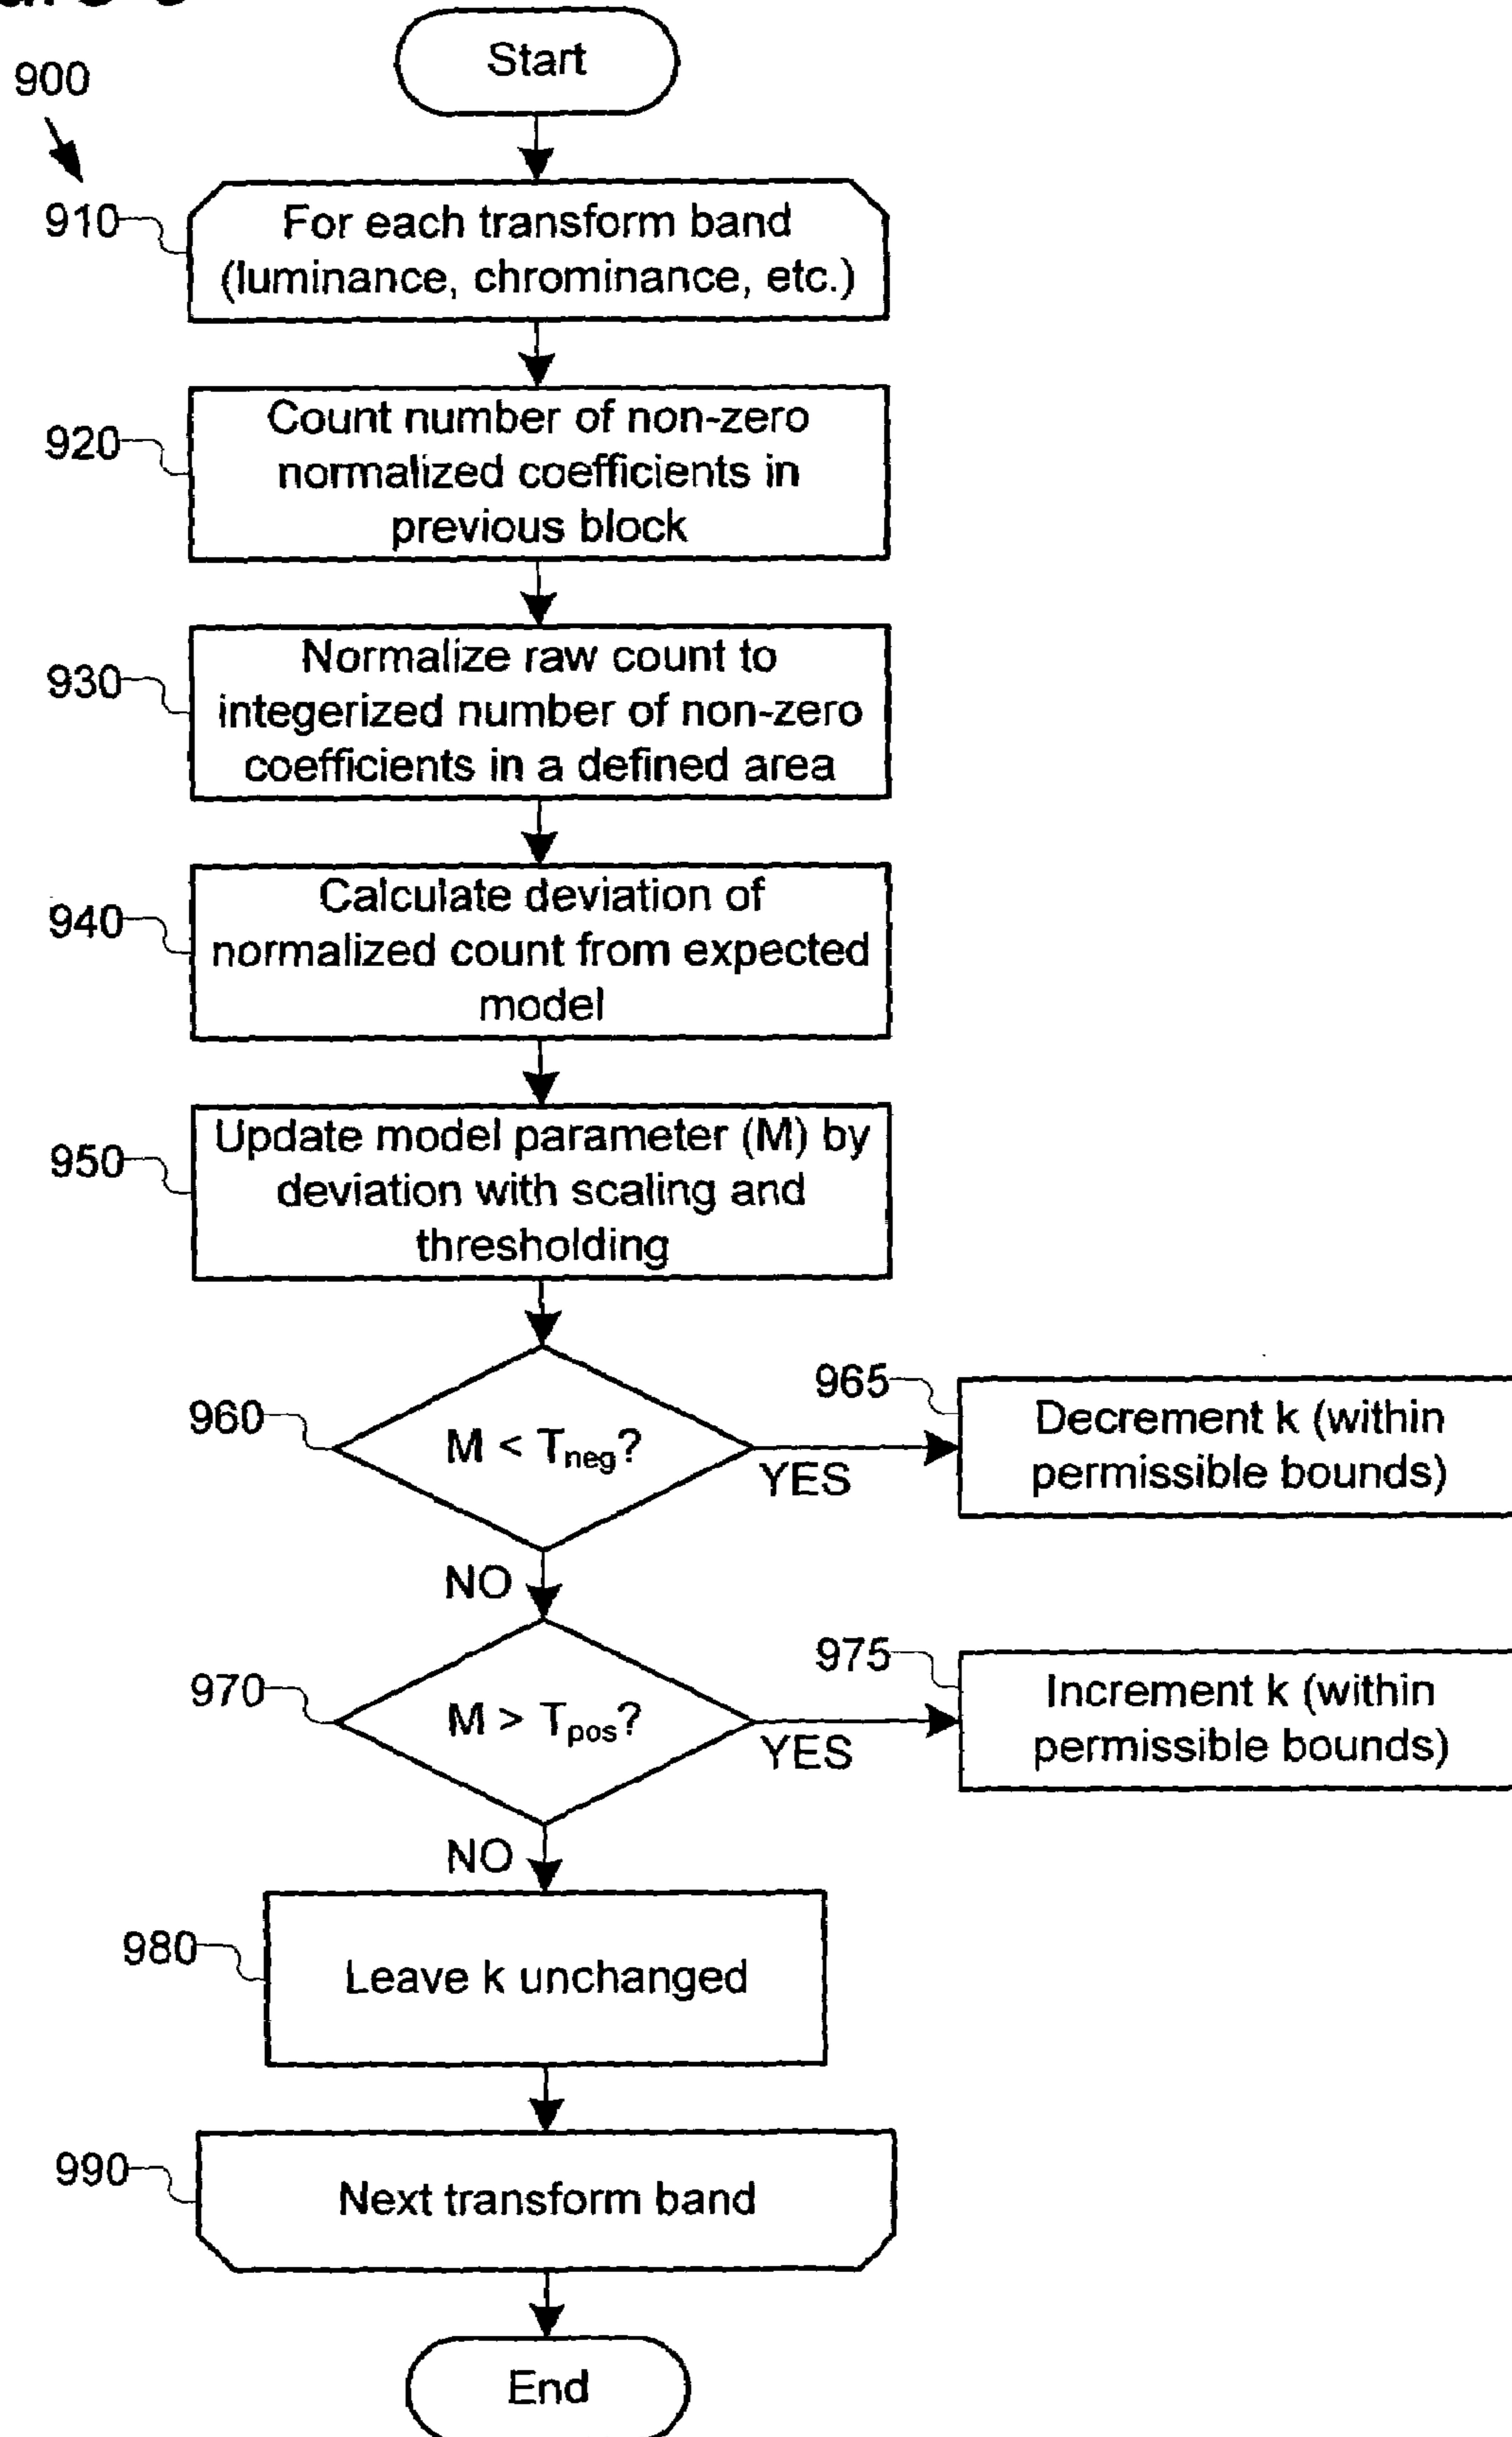 900
Start
910
For each transform band
(luminance, chrominance, etc.)
920
Count number of non-zero
normalized coefficients in
previous block
930
Normalize raw count to
integerized number of non-zero
coefficients in a defined area
940
Calculate deviation of
normalized count from expected
model
950
Update model parameter (M) by
deviation with scaling and
thresholding
960
M < Tneg?
YES
965
Decrement k (within
permissible bounds)
NO
970
M > Tpos?
YES
975
Increment k (within
permissible bounds)
NO
980
Leave k unchanged
990
Next transform band
End